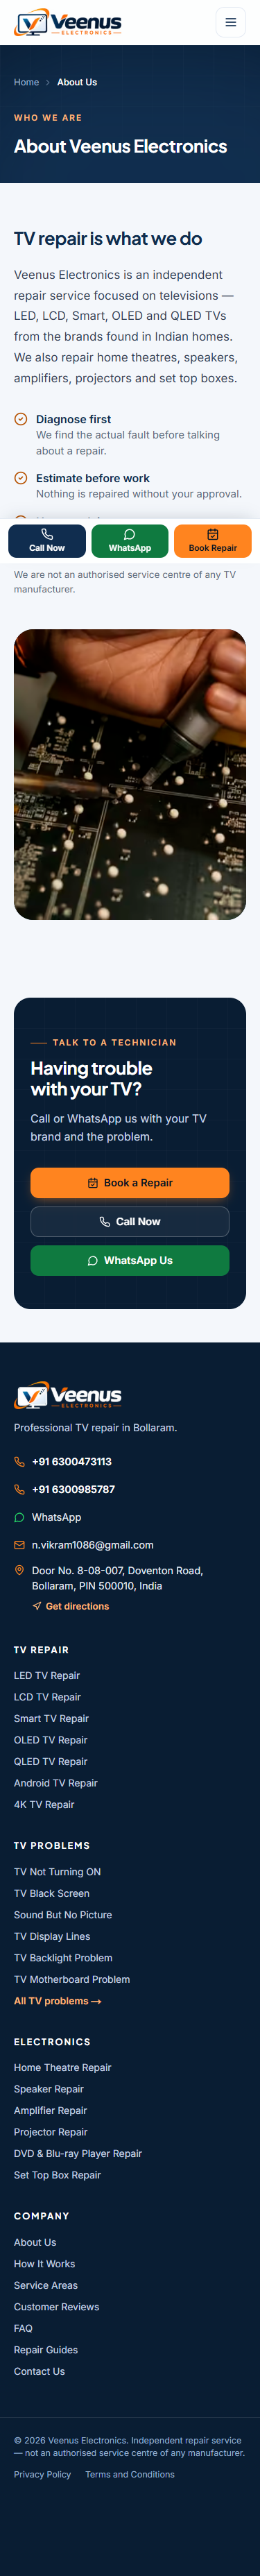 Veenus
ELECTRONICS
Home > About Us
WHO WE ARE
About Veenus Electronics
TV repair is what we do
Veenus Electronics is an independent
repair service focused on televisions —
LED, LCD, Smart, OLED and QLED TVs
from the brands found in Indian homes.
We also repair home theatres, speakers,
amplifiers, projectors and set top boxes.
Diagnose first
We find the actual fault before talking
about a repair.
Estimate before work
Nothing is repaired without your approval.
Call Now
WhatsApp
Book Repair
We are not an authorised service centre of any TV
manufacturer.
TALK TO A TECHNICIAN
Having trouble
with your TV?
Call or WhatsApp us with your TV
brand and the problem.
Book a Repair
Call Now
WhatsApp Us
Veenus
ELECTRONICS
Professional TV repair in Bollaram.
+91 6300473113
+91 6300985787
WhatsApp
n.vikram1086@gmail.com
Door No. 8-08-007, Doventon Road,
Bollaram, PIN 500010, India
Get directions
TV REPAIR
LED TV Repair
LCD TV Repair
Smart TV Repair
OLED TV Repair
QLED TV Repair
Android TV Repair
4K TV Repair
TV PROBLEMS
TV Not Turning ON
TV Black Screen
Sound But No Picture
TV Display Lines
TV Backlight Problem
TV Motherboard Problem
All TV problems →
ELECTRONICS
Home Theatre Repair
Speaker Repair
Amplifier Repair
Projector Repair
DVD & Blu-ray Player Repair
Set Top Box Repair
COMPANY
About Us
How It Works
Service Areas
Customer Reviews
FAQ
Repair Guides
Contact Us
© 2026 Veenus Electronics. Independent repair service
— not an authorised service centre of any manufacturer.
Privacy Policy Terms and Conditions